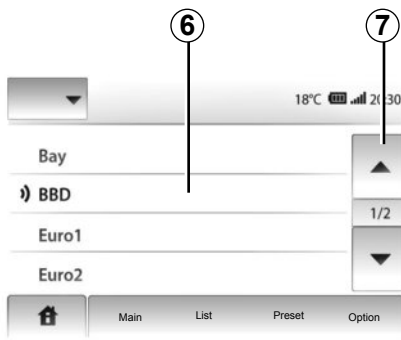 6 7
18°C 20:30
Bay
BBD
1/2
Euro1
Euro2
Main List Preset Option